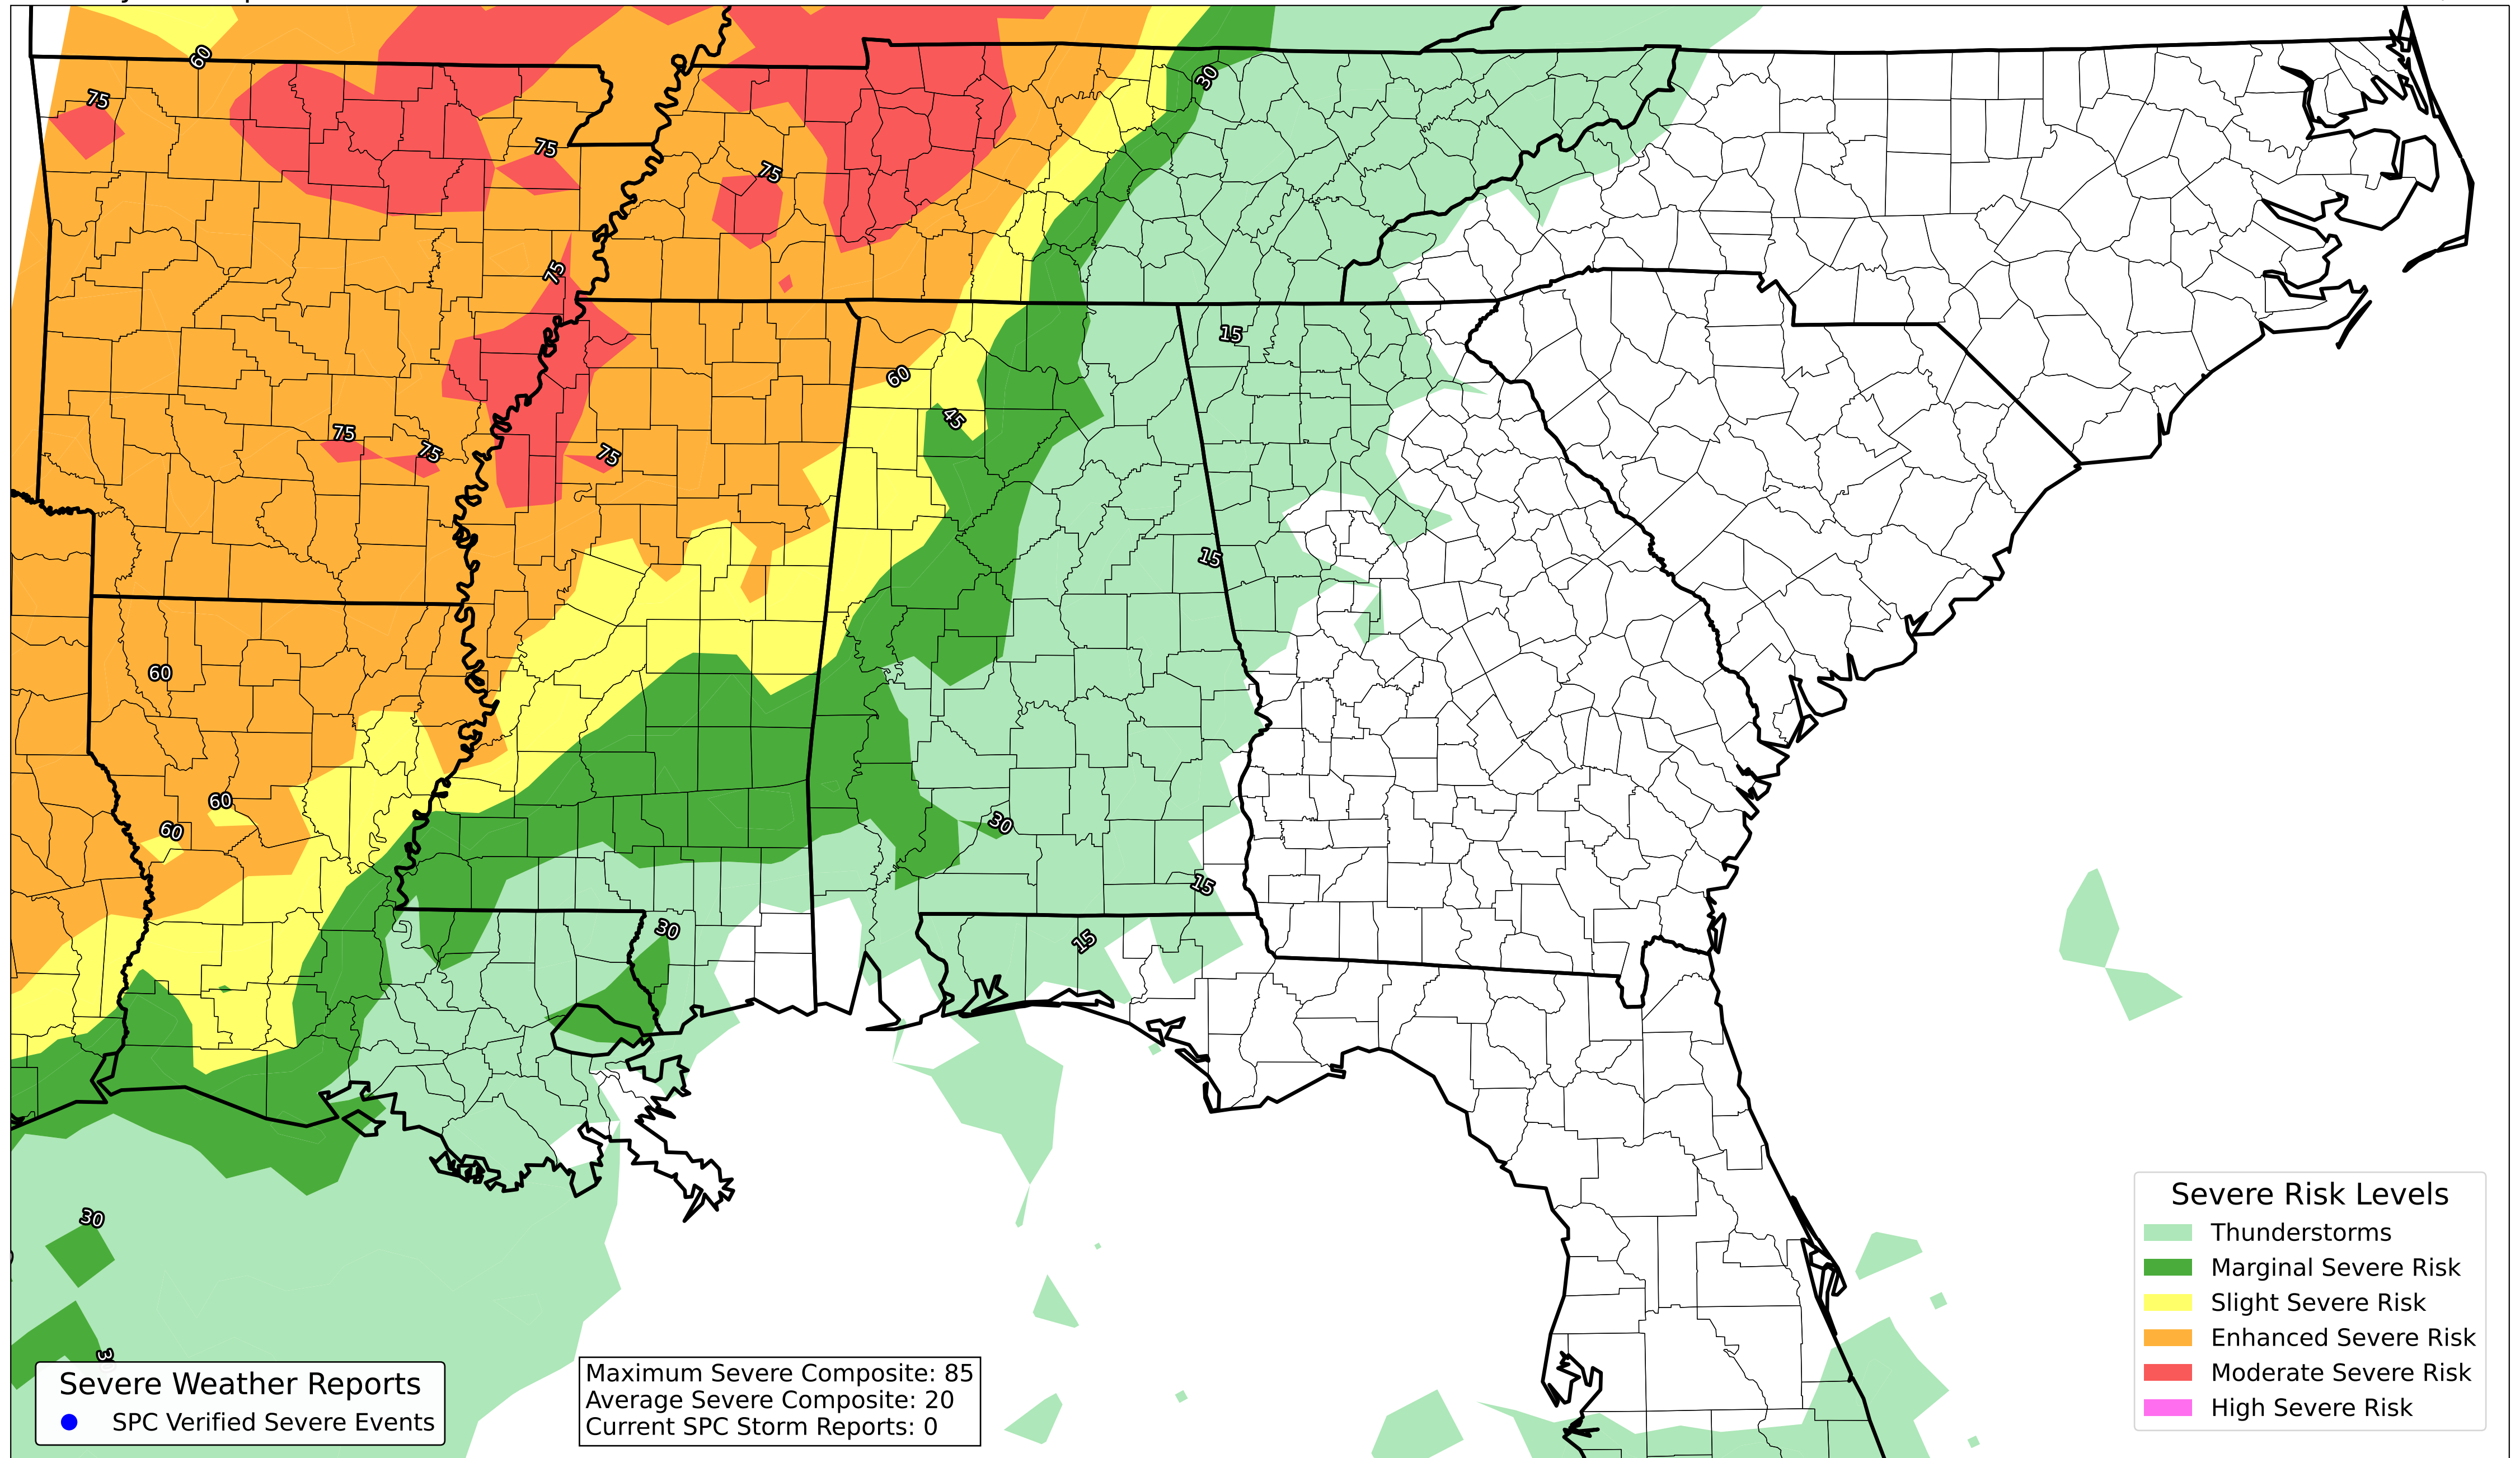 60
75
30
75
75
75
15
60
45
75
75
75
15
60
60
60
30
15
30
15
30
Severe Risk Levels
Thunderstorms
Marginal Severe Risk
Slight Severe Risk
Enhanced Severe Risk
Moderate Severe Risk
High Severe Risk
Severe Weather Reports
SPC Verified Severe Events
Maximum Severe Composite: 85
Average Severe Composite: 20
Current SPC Storm Reports: 0